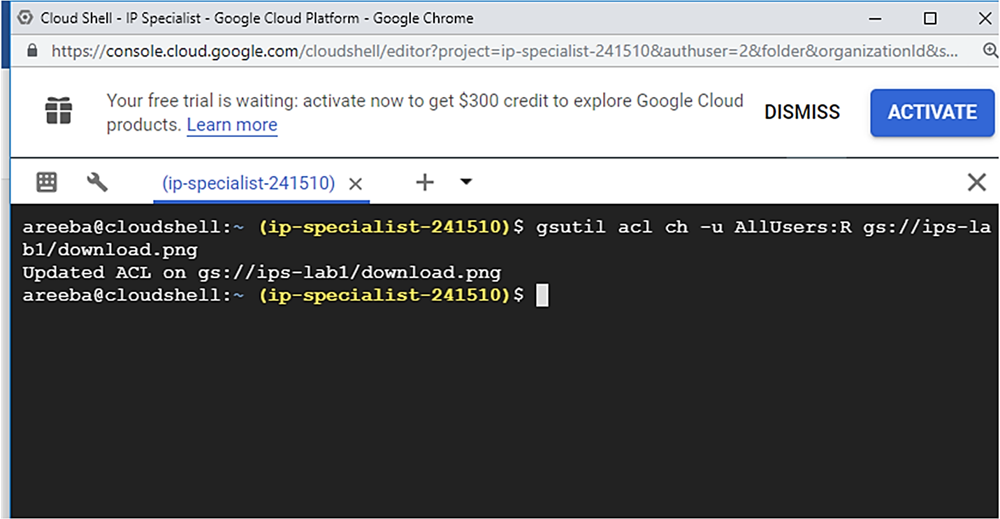 Cloud Shell - IP Specialist - Google Cloud Platform - Google Chrome
https://console.cloud.google.com/cloudshell/editor?project=ip-specialist-241510&authuser=2&folder&organizationId&s...
Your free trial is waiting: activate now to get $300 credit to explore Google Cloud
products. Learn more
DISMISS
ACTIVATE
(ip-specialist-241510)
areeba@cloudshell:~ (ip-specialist-241510)$ gsutil acl ch -u AllUsers:R gs://ips-la
b1/download.png
Updated ACL on gs://ips-lab1/download.png
areeba@cloudshell:~ (ip-specialist-241510)$